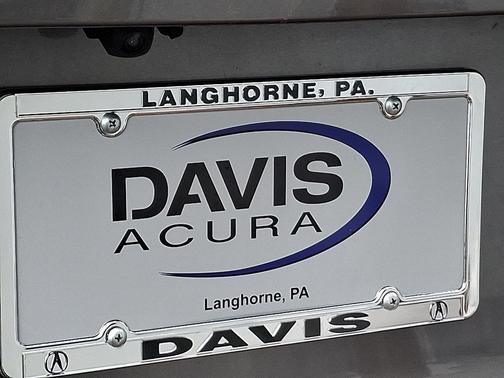 LANGHORNE, PA.
DAVIS
ACURA
Langhorne, PA
DAVIS